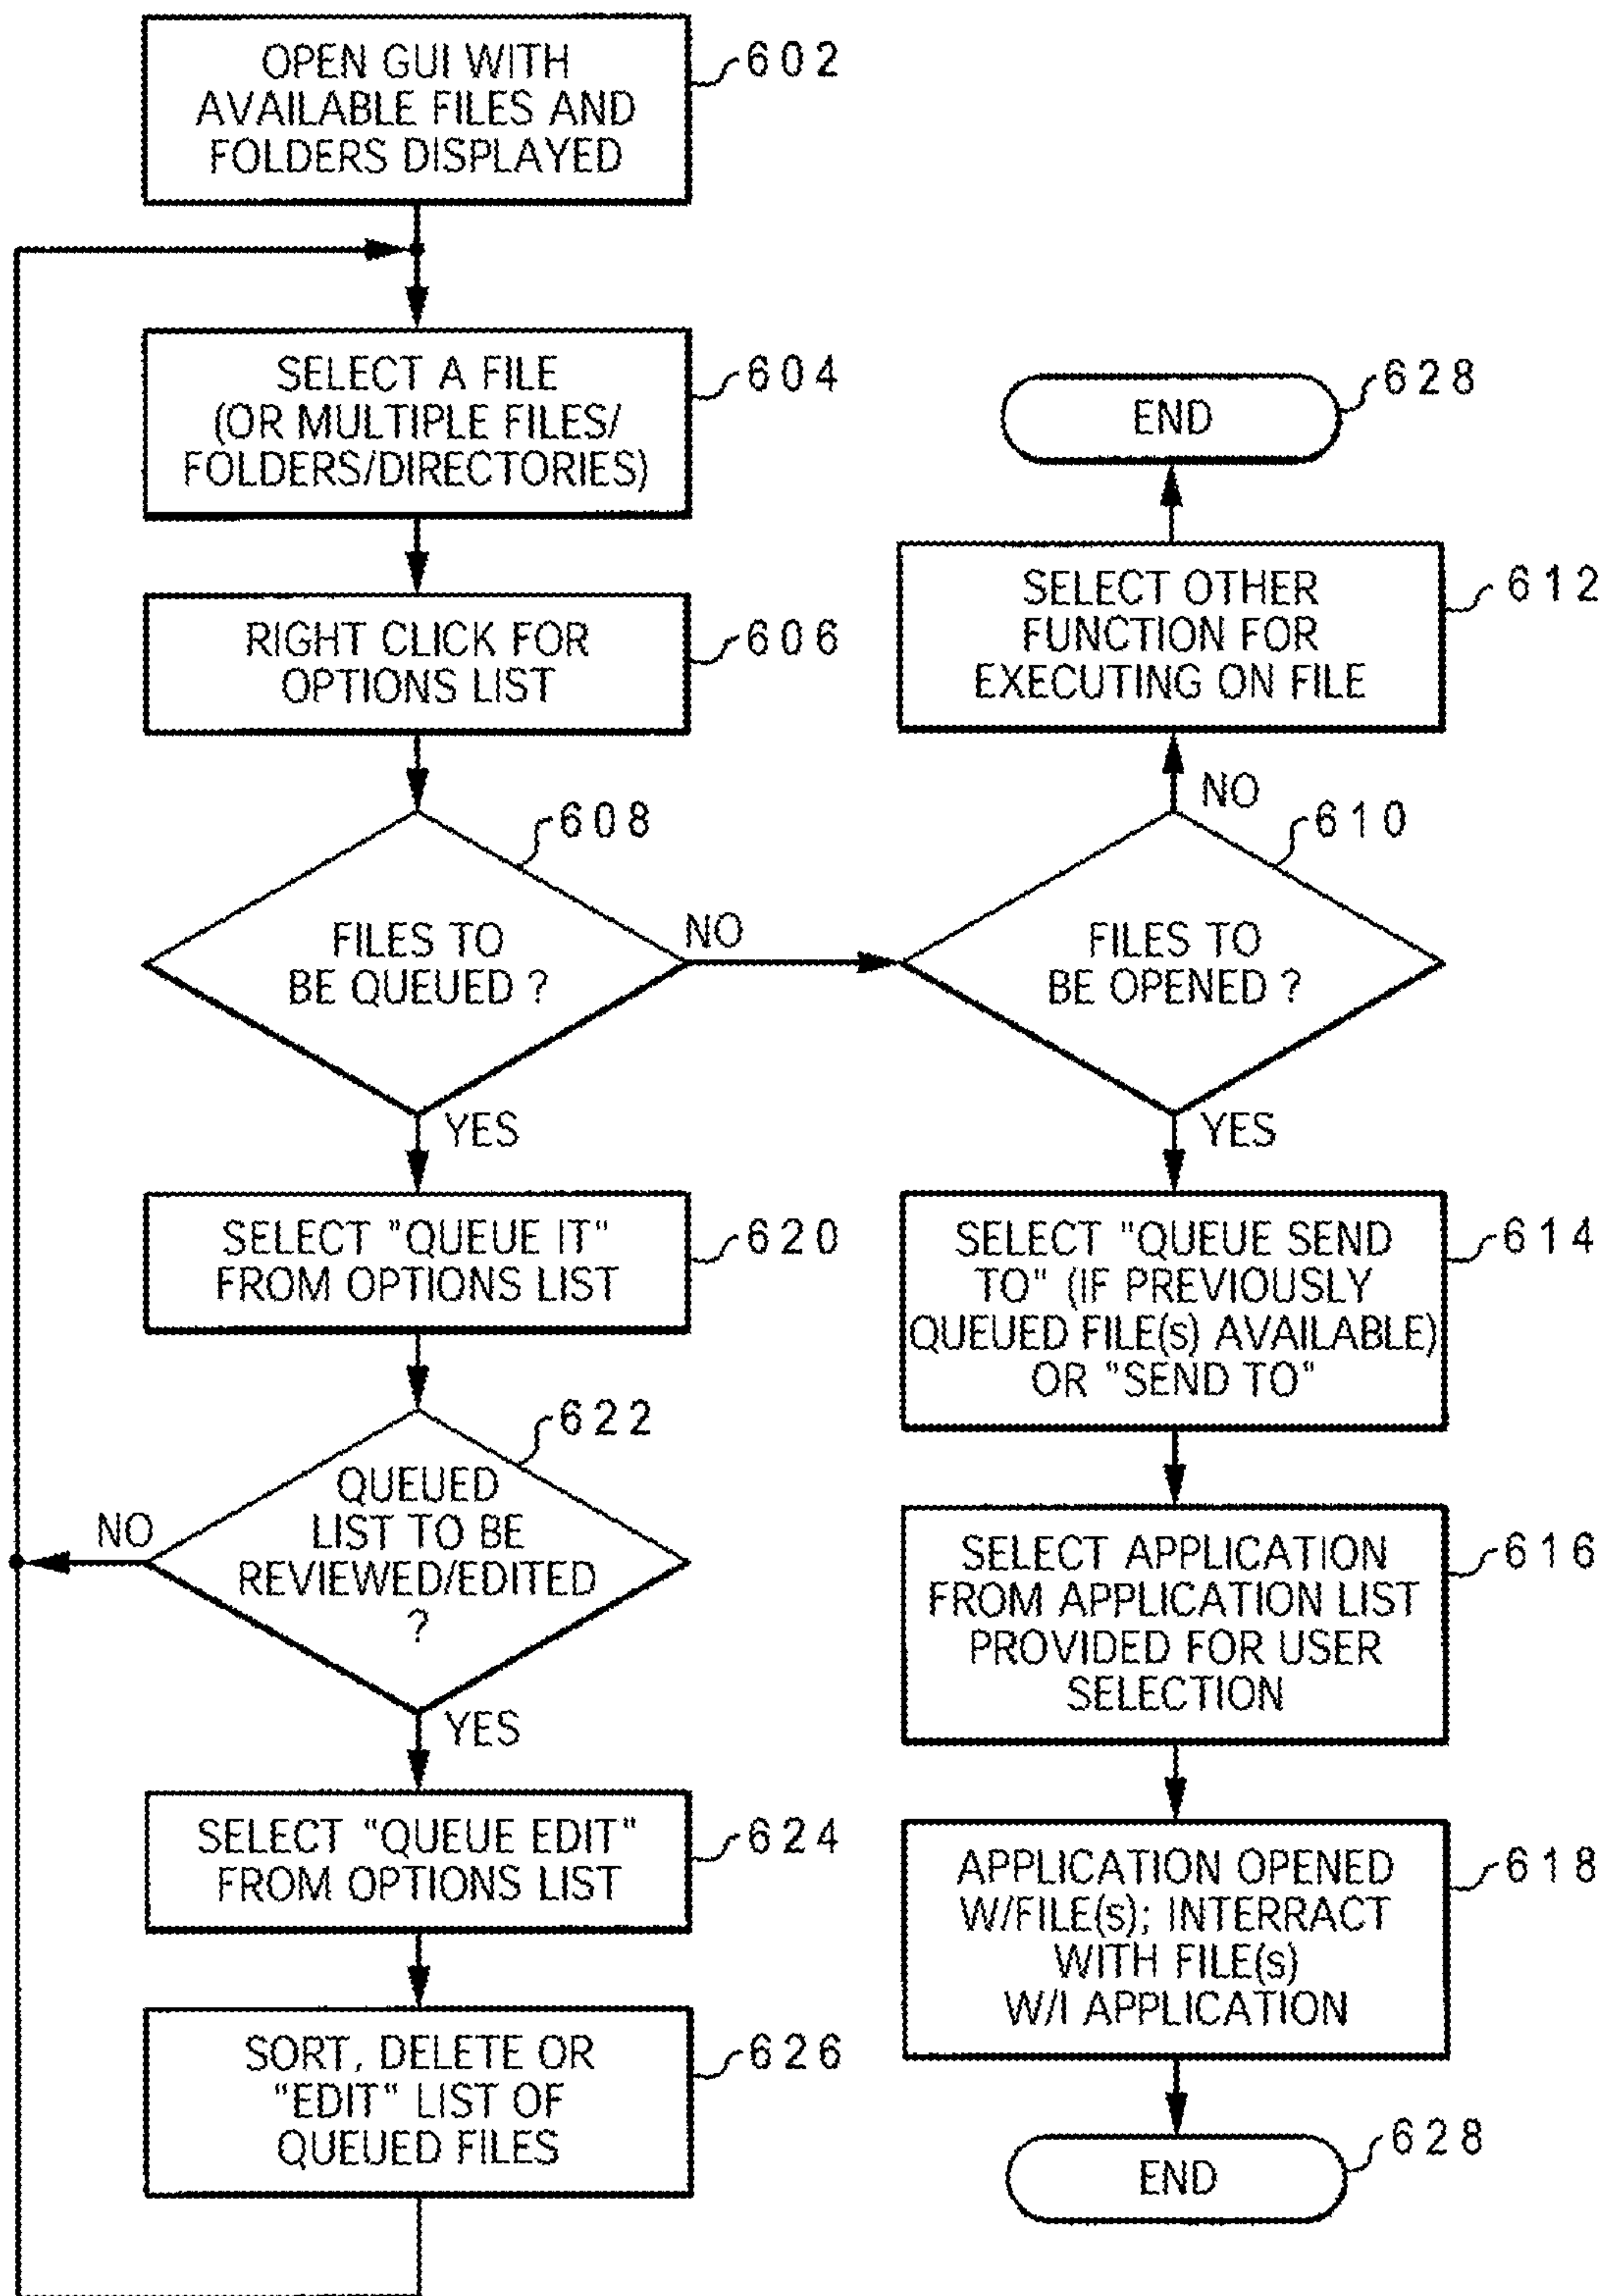 OPEN GUI WITH
AVAILABLE FILES AND
FOLDERS DISPLAYED
602
SELECT A FILE
(OR MULTIPLE FILES/
FOLDERS/DIRECTORIES)
604
RIGHT CLICK FOR
OPTIONS LIST
606
608
FILES TO
BE QUEUED ?
NO
YES
SELECT "QUEUE IT"
FROM OPTIONS LIST
620
622
QUEUED
LIST TO BE
REVIEWED/EDITED
?
NO
YES
SELECT "QUEUE EDIT"
FROM OPTIONS LIST
624
SORT, DELETE OR
"EDIT" LIST OF
QUEUED FILES
626
END
628
SELECT OTHER
FUNCTION FOR
EXECUTING ON FILE
612
NO
610
FILES TO
BE OPENED ?
YES
SELECT "QUEUE SEND
TO" (IF PREVIOUSLY
QUEUED FILE(s) AVAILABLE)
OR "SEND TO"
614
SELECT APPLICATION
FROM APPLICATION LIST
PROVIDED FOR USER
SELECTION
616
APPLICATION OPENED
W/FILE(s); INTERRACT
WITH FILE(s)
W/I APPLICATION
618
END
628